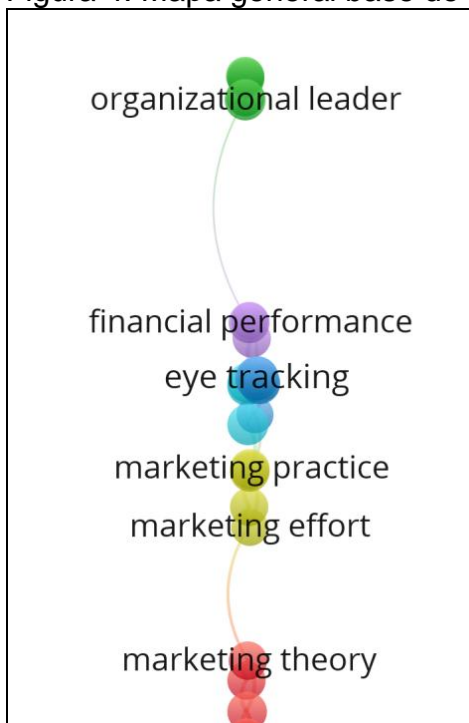 organizational leader
financial performance
eye tracking
marketing practice
marketing effort
marketing theory